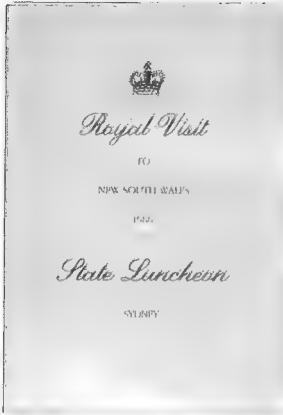 Royal Visit
TO
NEW SOUTH WALES
State Luncheon
SYDNEY